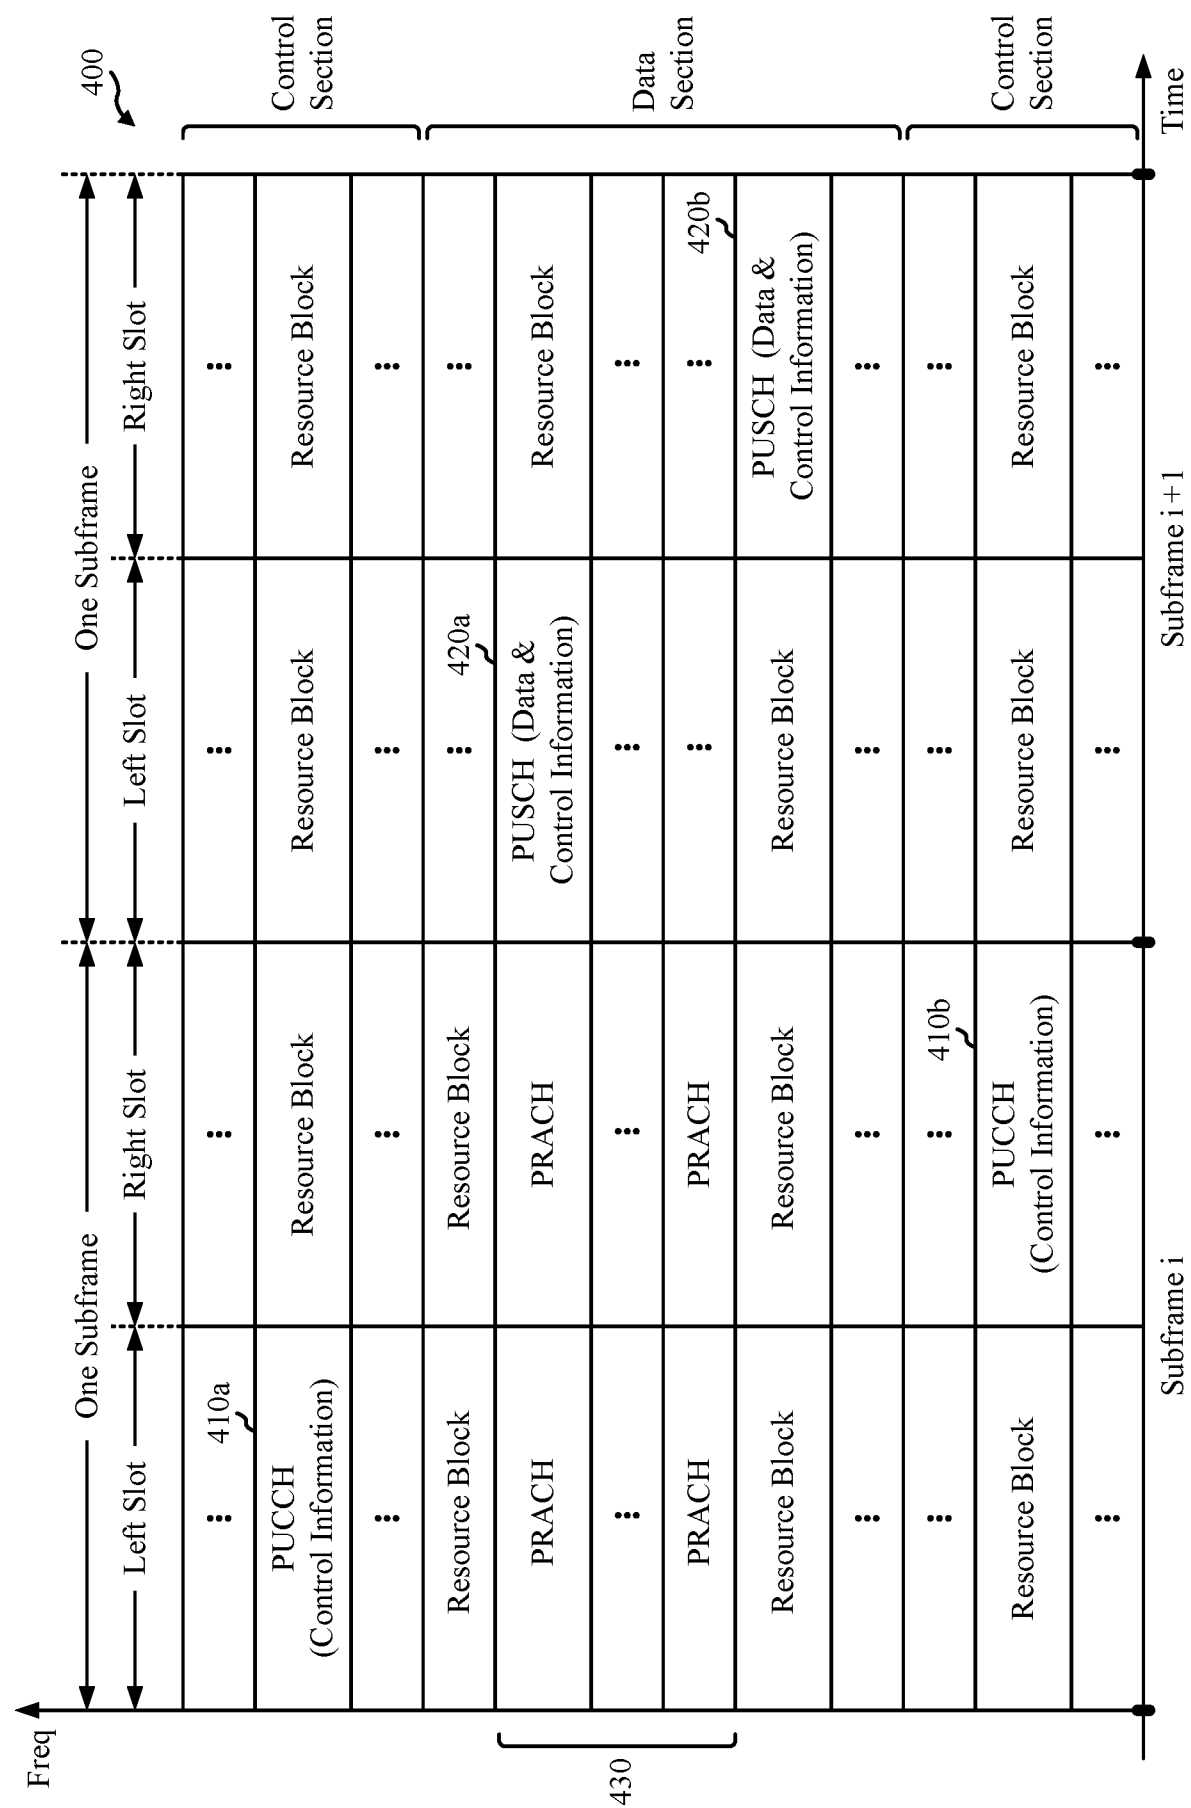 Freq
400
One Subframe
One Subframe
Left Slot
Right Slot
Left Slot
Right Slot
...
410a
...
...
...
PUCCH
(Control Information)
Resource Block
Resource Block
Resource Block
Control
Section
...
...
...
...
Resource Block
Resource Block
...
420a
...
PRACH
PRACH
PUSCH (Data &
Control Information)
Resource Block
430
...
...
...
...
Data
Section
PRACH
PRACH
...
...
420b
Resource Block
Resource Block
Resource Block
PUSCH (Data &
Control Information)
...
...
...
...
...
...
410b
...
...
Resource Block
PUCCH
(Control Information)
Resource Block
Resource Block
Control
Section
...
...
...
...
Subframe i
Subframe i + 1
Time